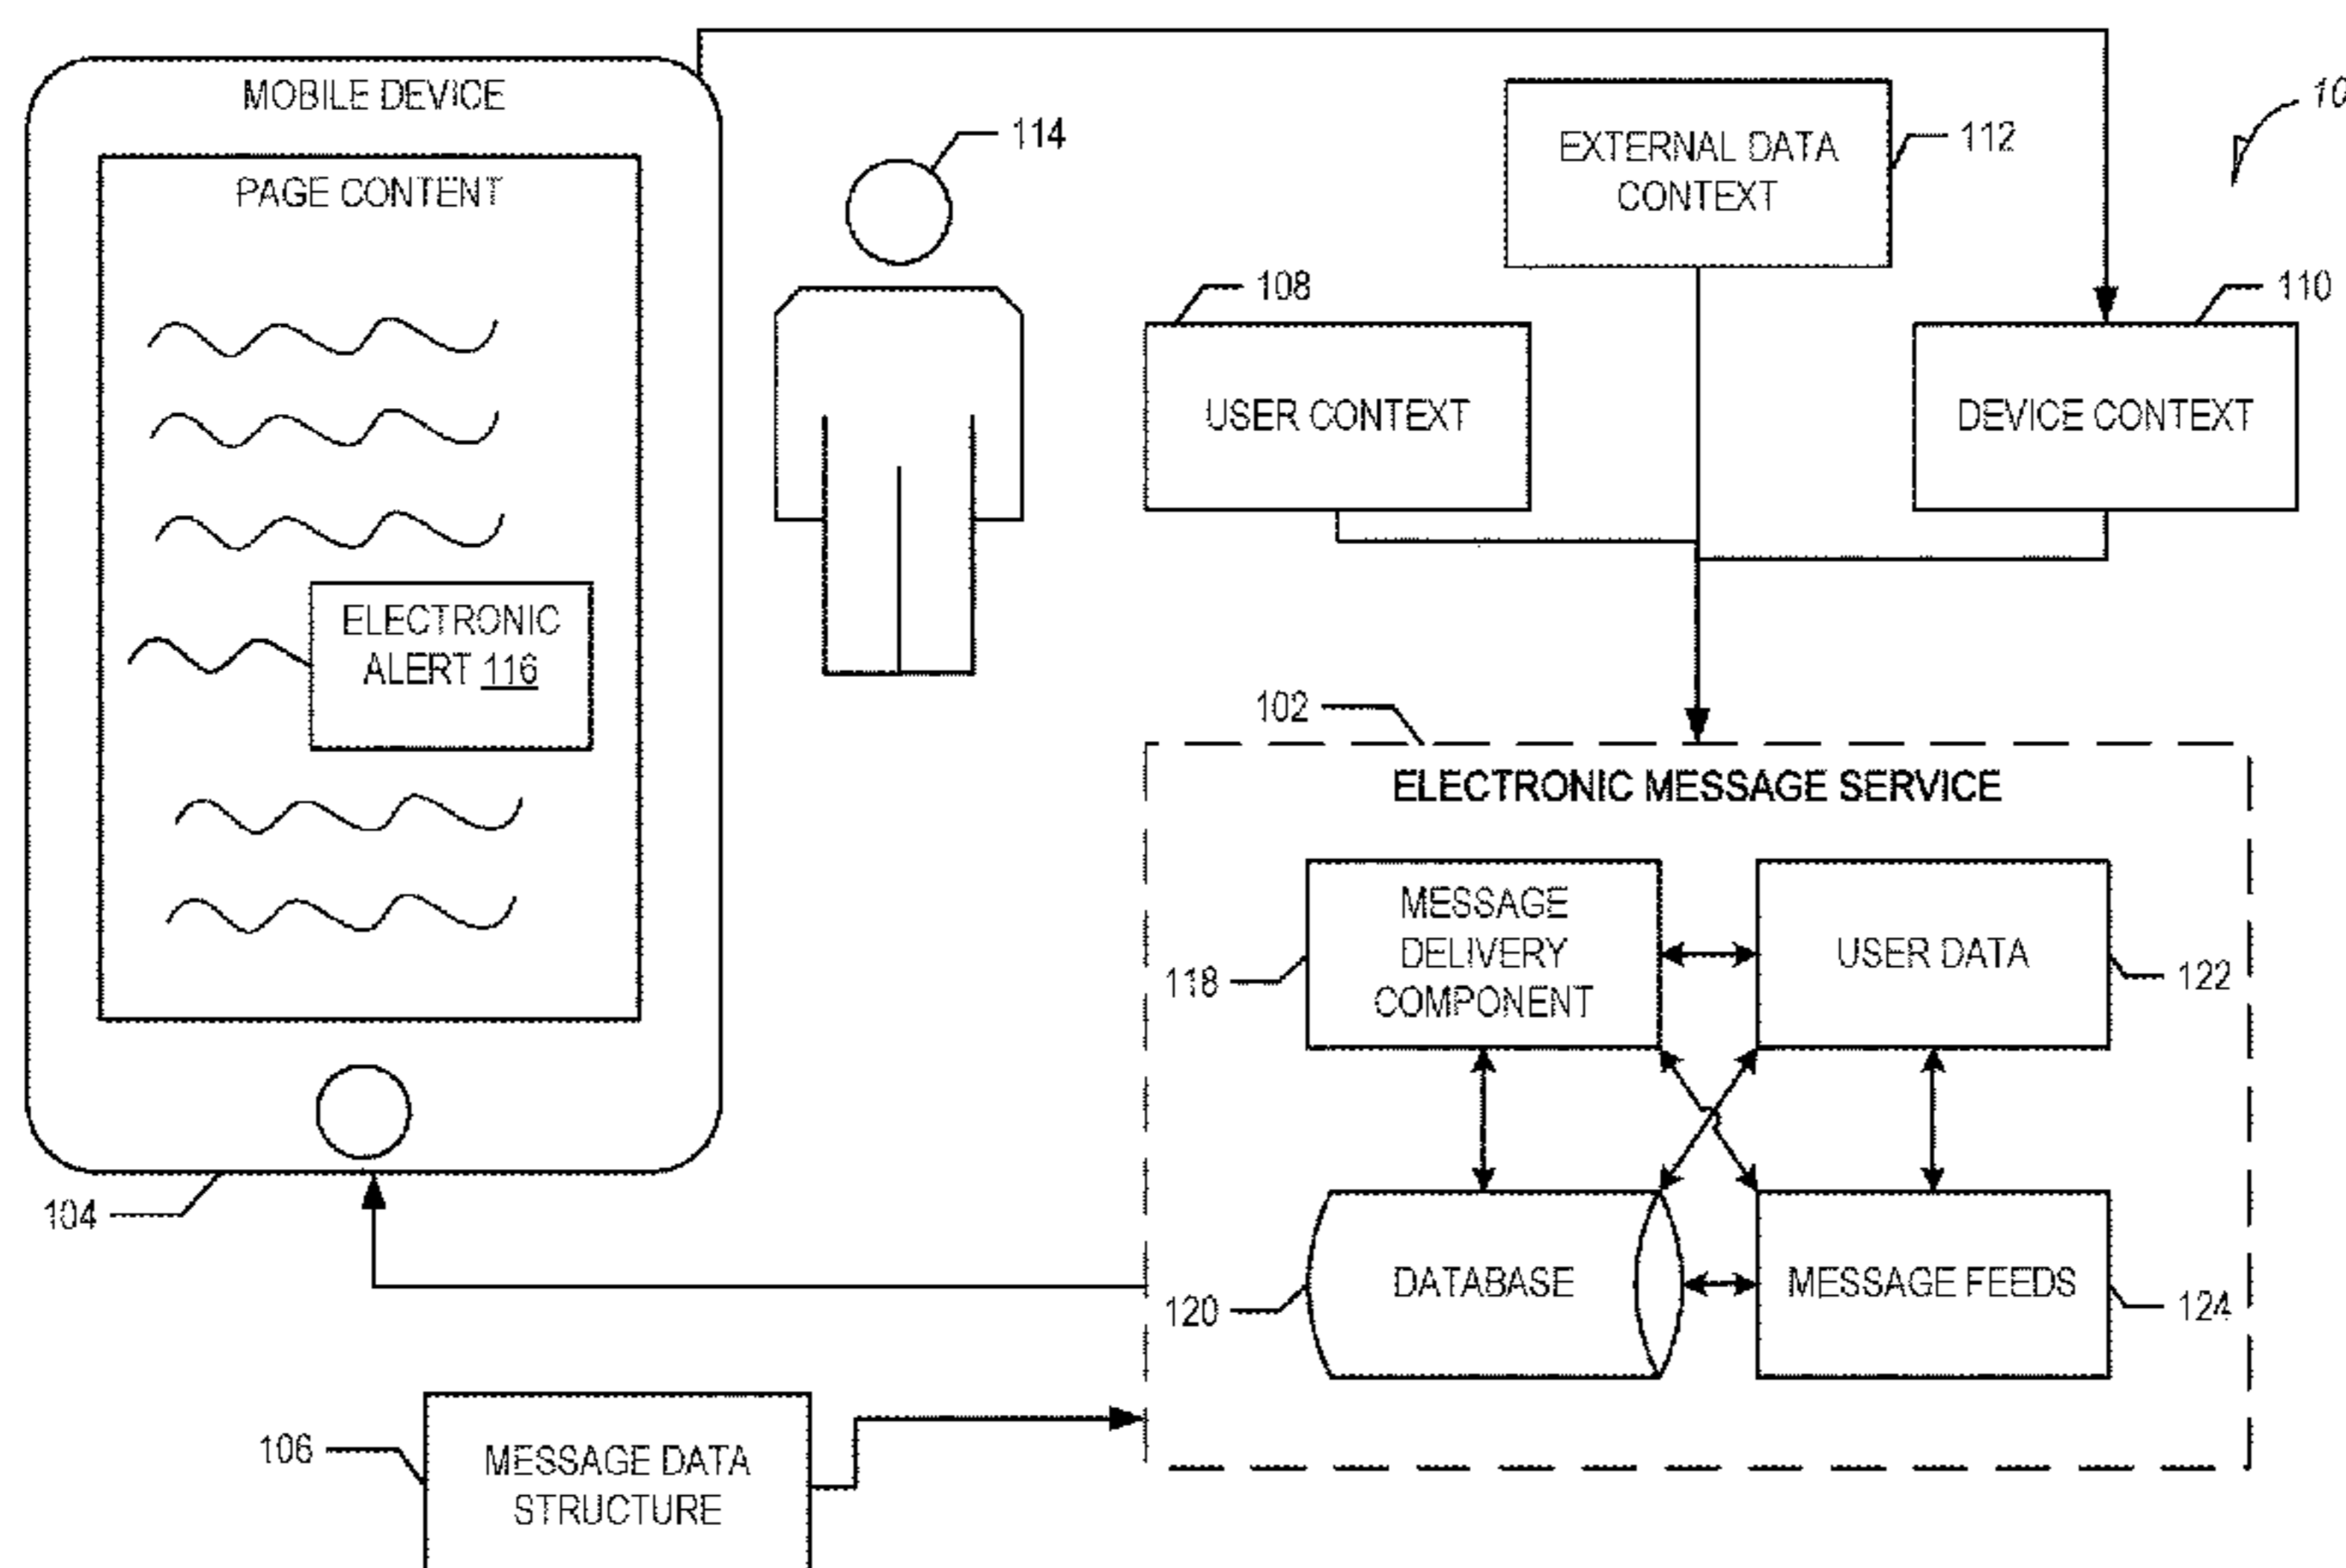 MOBILE DEVICE
PAGE CONTENT
ELECTRONIC
ALERT 116
104
114
EXTERNAL DATA
CONTEXT
112
10
108
USER CONTEXT
110
DEVICE CONTEXT
102
ELECTRONIC MESSAGE SERVICE
MESSAGE
DELIVERY
COMPONENT
118
USER DATA
122
DATABASE
120
MESSAGE FEEDS
124
106
MESSAGE DATA
STRUCTURE